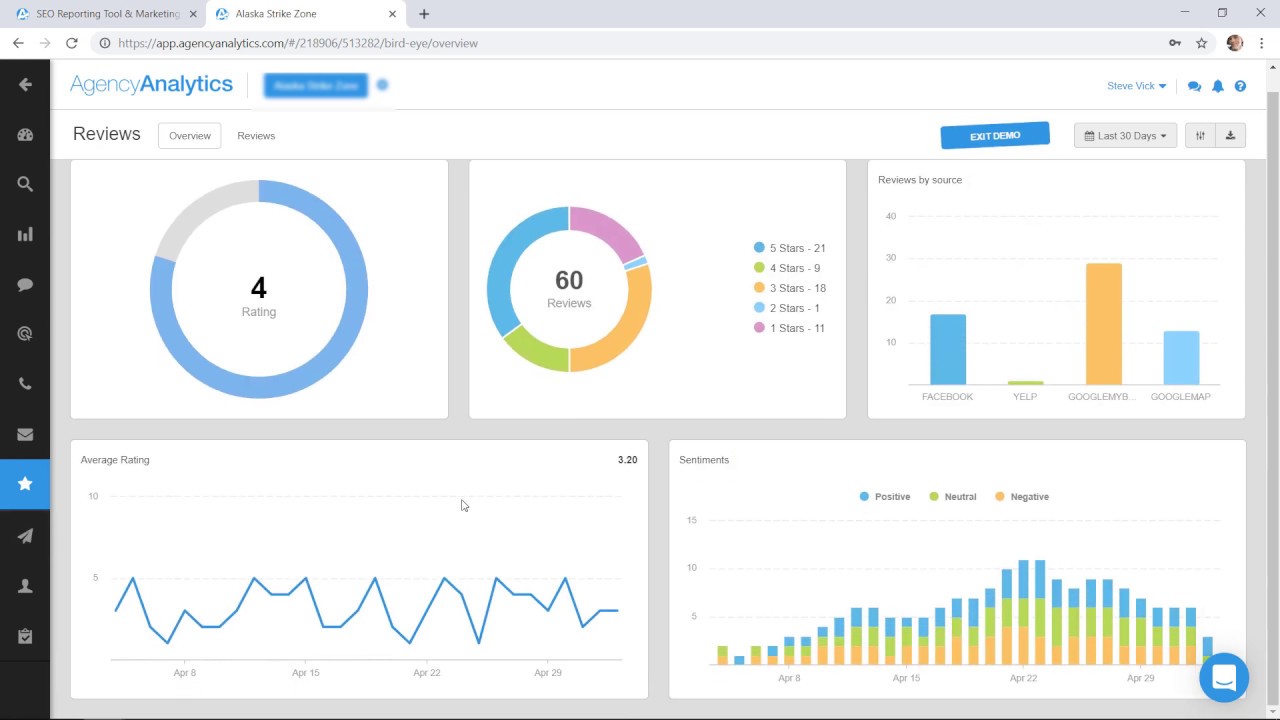 SEO Reporting Tool & Marketing
Alaska Strike Zone
https://app.agencyanalytics.com/#/218906/513282/bird-eye/overview
AgencyAnalytics
Alaska Strike Zone
Steve Vick
Reviews
Overview
Reviews
EXIT DEMO
Last 30 Days
4
Rating
60
Reviews
5 Stars - 21
4 Stars - 9
3 Stars - 18
2 Stars - 1
1 Stars - 11
Reviews by source
40
30
20
10
FACEBOOK
YELP
GOOGLEMYB...
GOOGLEMAP
Average Rating
3.20
10
5
Apr 8
Apr 15
Apr 22
Apr 29
Sentiments
Positive
Neutral
Negative
15
10
5
Apr 8
Apr 15
Apr 22
Apr 29